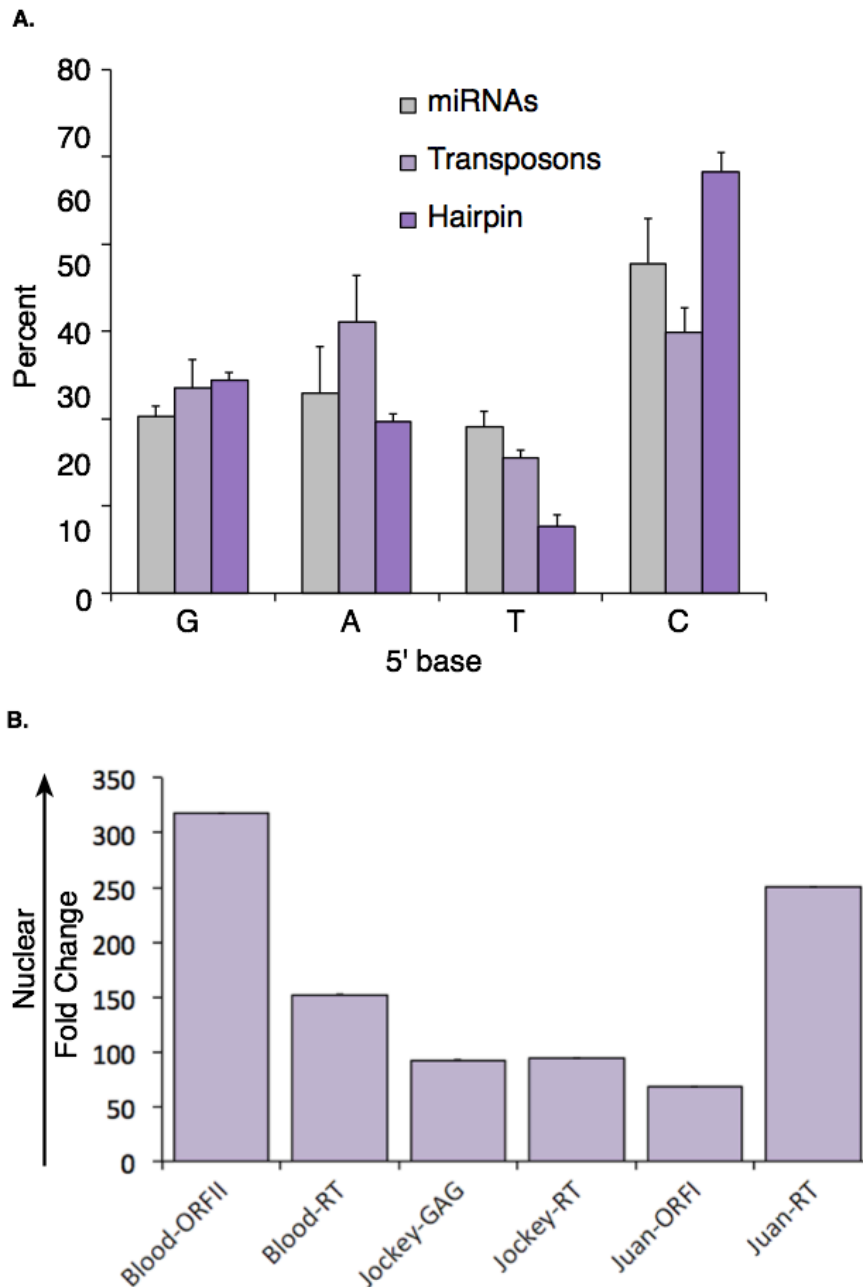 A.
80
70
60
50
40
30
20
10
0
Percent
miRNAs
Transposons
Hairpin
G A T C
5' base
B.
350
300
250
200
150
100
50
0
Nuclear
Fold Change
Blood-ORFII
Blood-RT
Jockey-GAG
Jockey-RT
Juan-ORFI
Juan-RT